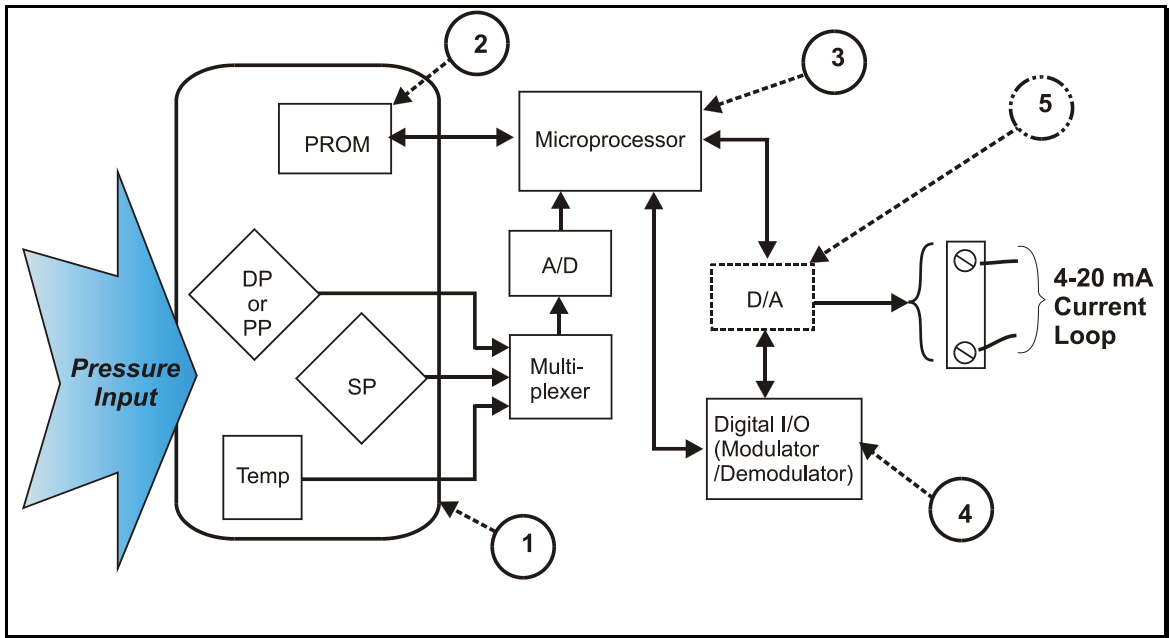 2
3
5
PROM
Microprocessor
A/D
DP
or
PP
D/A
4-20 mA
Current
Loop
Pressure
Input
SP
Multi-
plexer
Temp
Digital I/O
(Modulator
/Demodulator)
1
4